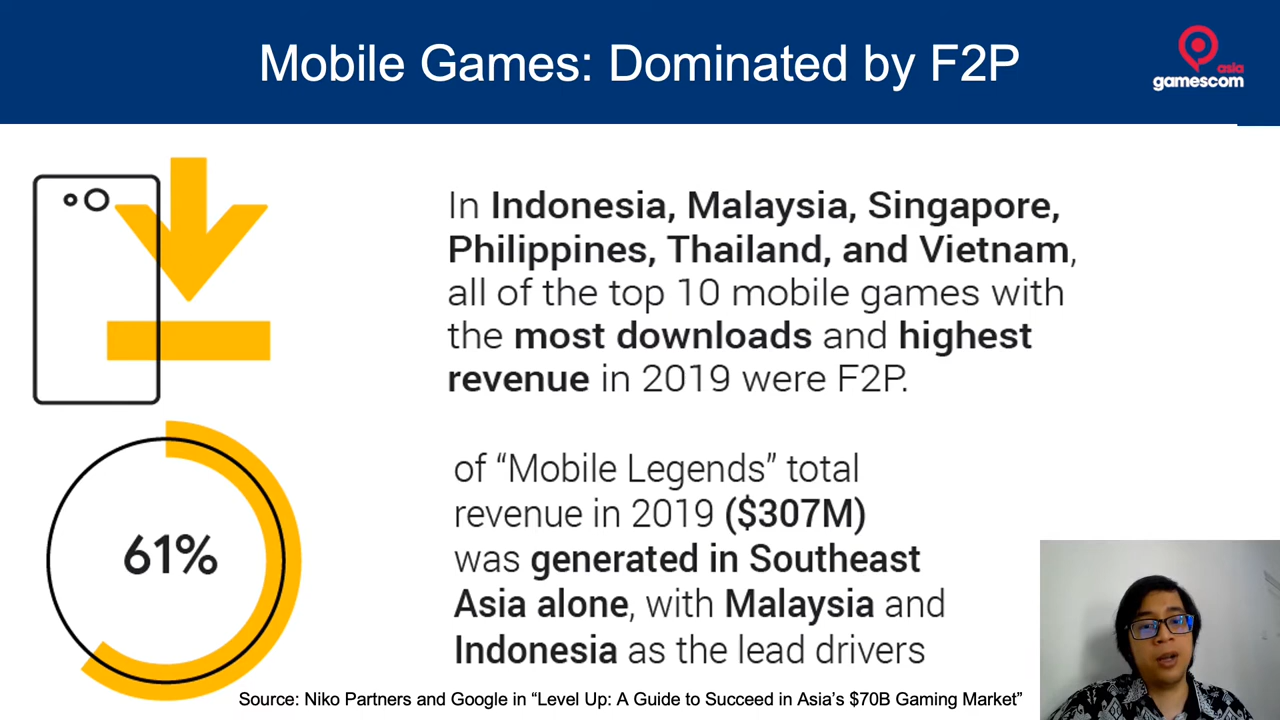 Mobile Games: Dominated by F2P
asia
gamescom
In Indonesia, Malaysia, Singapore,
Philippines, Thailand, and Vietnam,
all of the top 10 mobile games with
the most downloads and highest
revenue in 2019 were F2P.
61%
of “Mobile Legends” total
revenue in 2019 ($307M)
was generated in Southeast
Asia alone, with Malaysia and
Indonesia as the lead drivers
Source: Niko Partners and Google in “Level Up: A Guide to Succeed in Asia’s $70B Gaming Market”